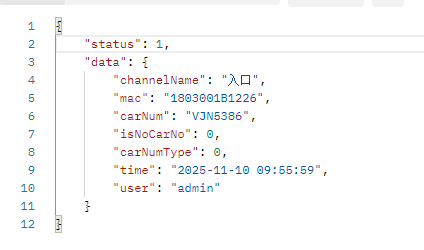 1 {
2 "status": 1,
3 "data": {
4 "channelName": "入口",
5 "mac": "1803001B1226",
6 "carNum": "VJN5386",
7 "isNoCarNo": 0,
8 "carNumType": 0,
9 "time": "2025-11-10 09:55:59",
10 "user": "admin"
11 }
12 }